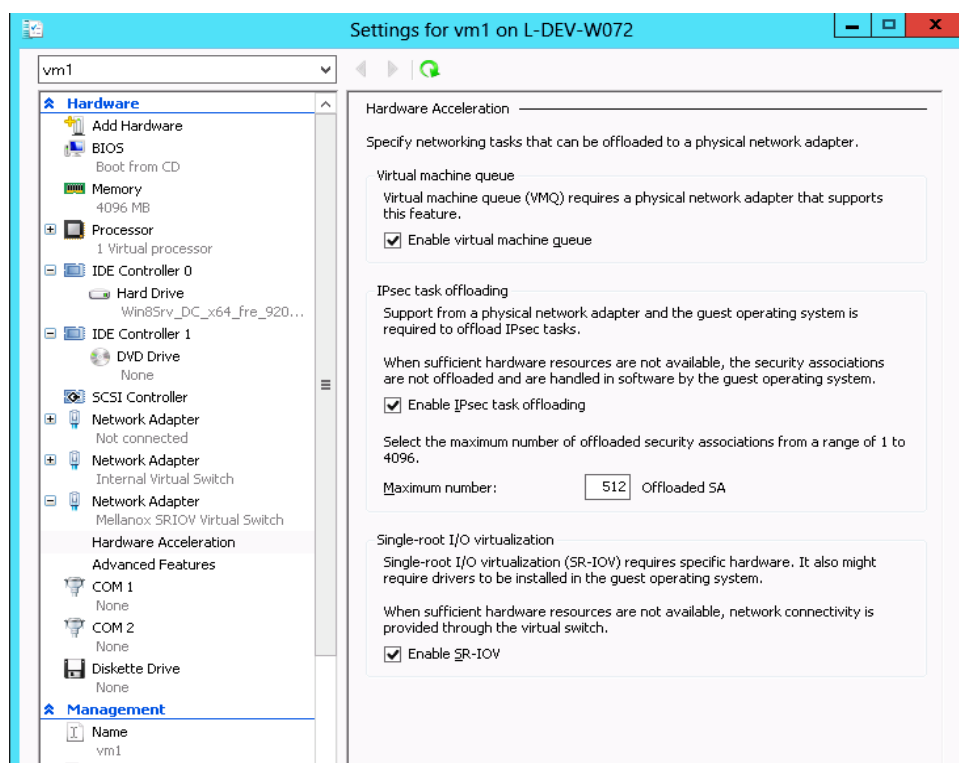 Settings for vm1 on L-DEV-W072
vm1
Hardware
Add Hardware
BIOS
Boot from CD
Memory
4096 MB
Processor
1 Virtual processor
IDE Controller 0
Hard Drive
Win8Srv_DC_x64_fre_920...
IDE Controller 1
DVD Drive
None
SCSI Controller
Network Adapter
Not connected
Network Adapter
Internal Virtual Switch
Network Adapter
Mellanox SRIOV Virtual Switch
Hardware Acceleration
Advanced Features
COM 1
None
COM 2
None
Diskette Drive
None
Management
Name
vm1
Hardware Acceleration
Specify networking tasks that can be offloaded to a physical network adapter.
Virtual machine queue
Virtual machine queue (VMQ) requires a physical network adapter that supports
this feature.
Enable virtual machine queue
IPsec task offloading
Support from a physical network adapter and the guest operating system is
required to offload IPsec tasks.
When sufficient hardware resources are not available, the security associations
are not offloaded and are handled in software by the guest operating system.
Enable IPsec task offloading
Select the maximum number of offloaded security associations from a range of 1 to
4096.
Maximum number: 512 Offloaded SA
Single-root I/O virtualization
Single-root I/O virtualization (SR-IOV) requires specific hardware. It also might
require drivers to be installed in the guest operating system.
When sufficient hardware resources are not available, network connectivity is
provided through the virtual switch.
Enable SR-IOV